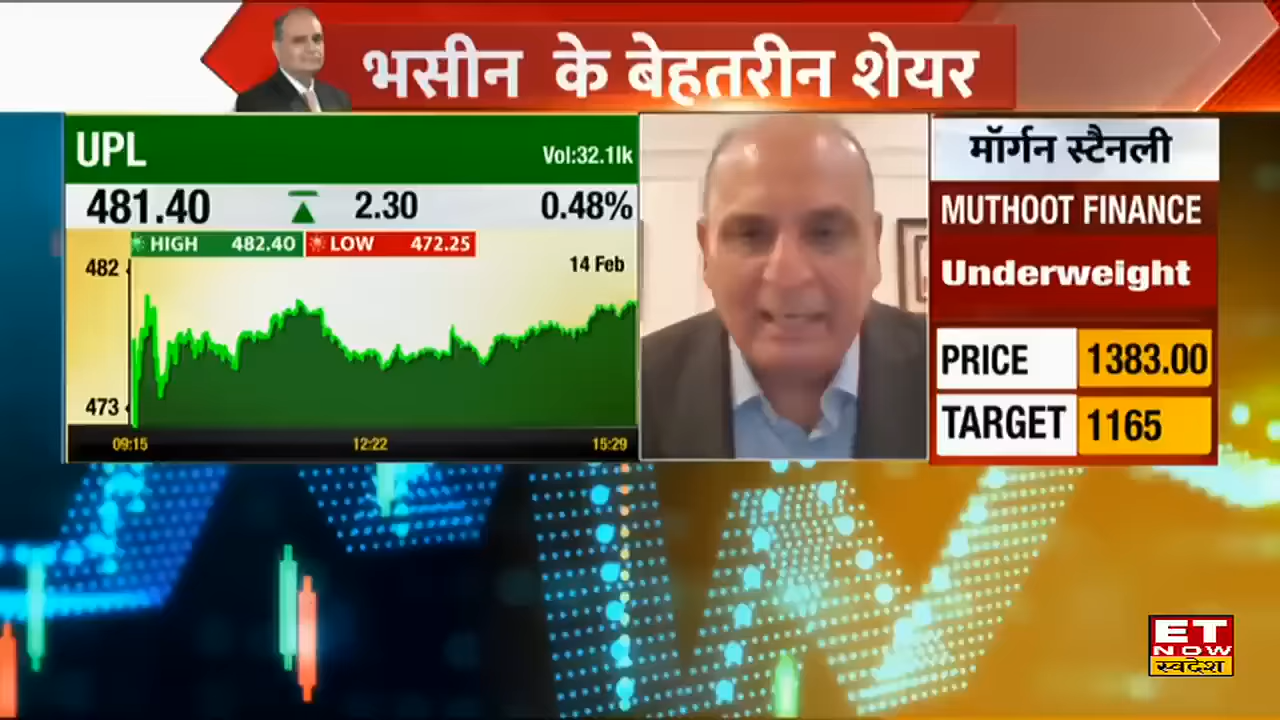 भसीन के बेहतरीन शेयर
UPL
Vol:32.1lk
481.40 2.30 0.48%
HIGH 482.40 LOW 472.25
14 Feb
482
473
09:15 12:22 15:29
मॉर्गन स्टैनली
MUTHOOT FINANCE
Underweight
PRICE 1383.00
TARGET 1165
ET
NOW
स्वदेश